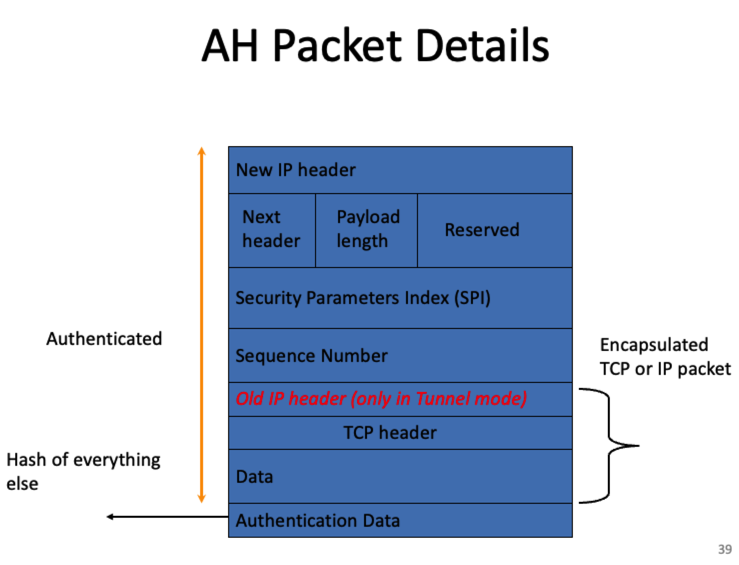 AH Packet Details
New IP header
Next
header
Payload
length
Reserved
Security Parameters Index (SPI)
Authenticated
Sequence Number
Encapsulated
TCP or IP packet
Old IP header (only in Tunnel mode)
TCP header
Hash of everything
else
Data
Authentication Data
39